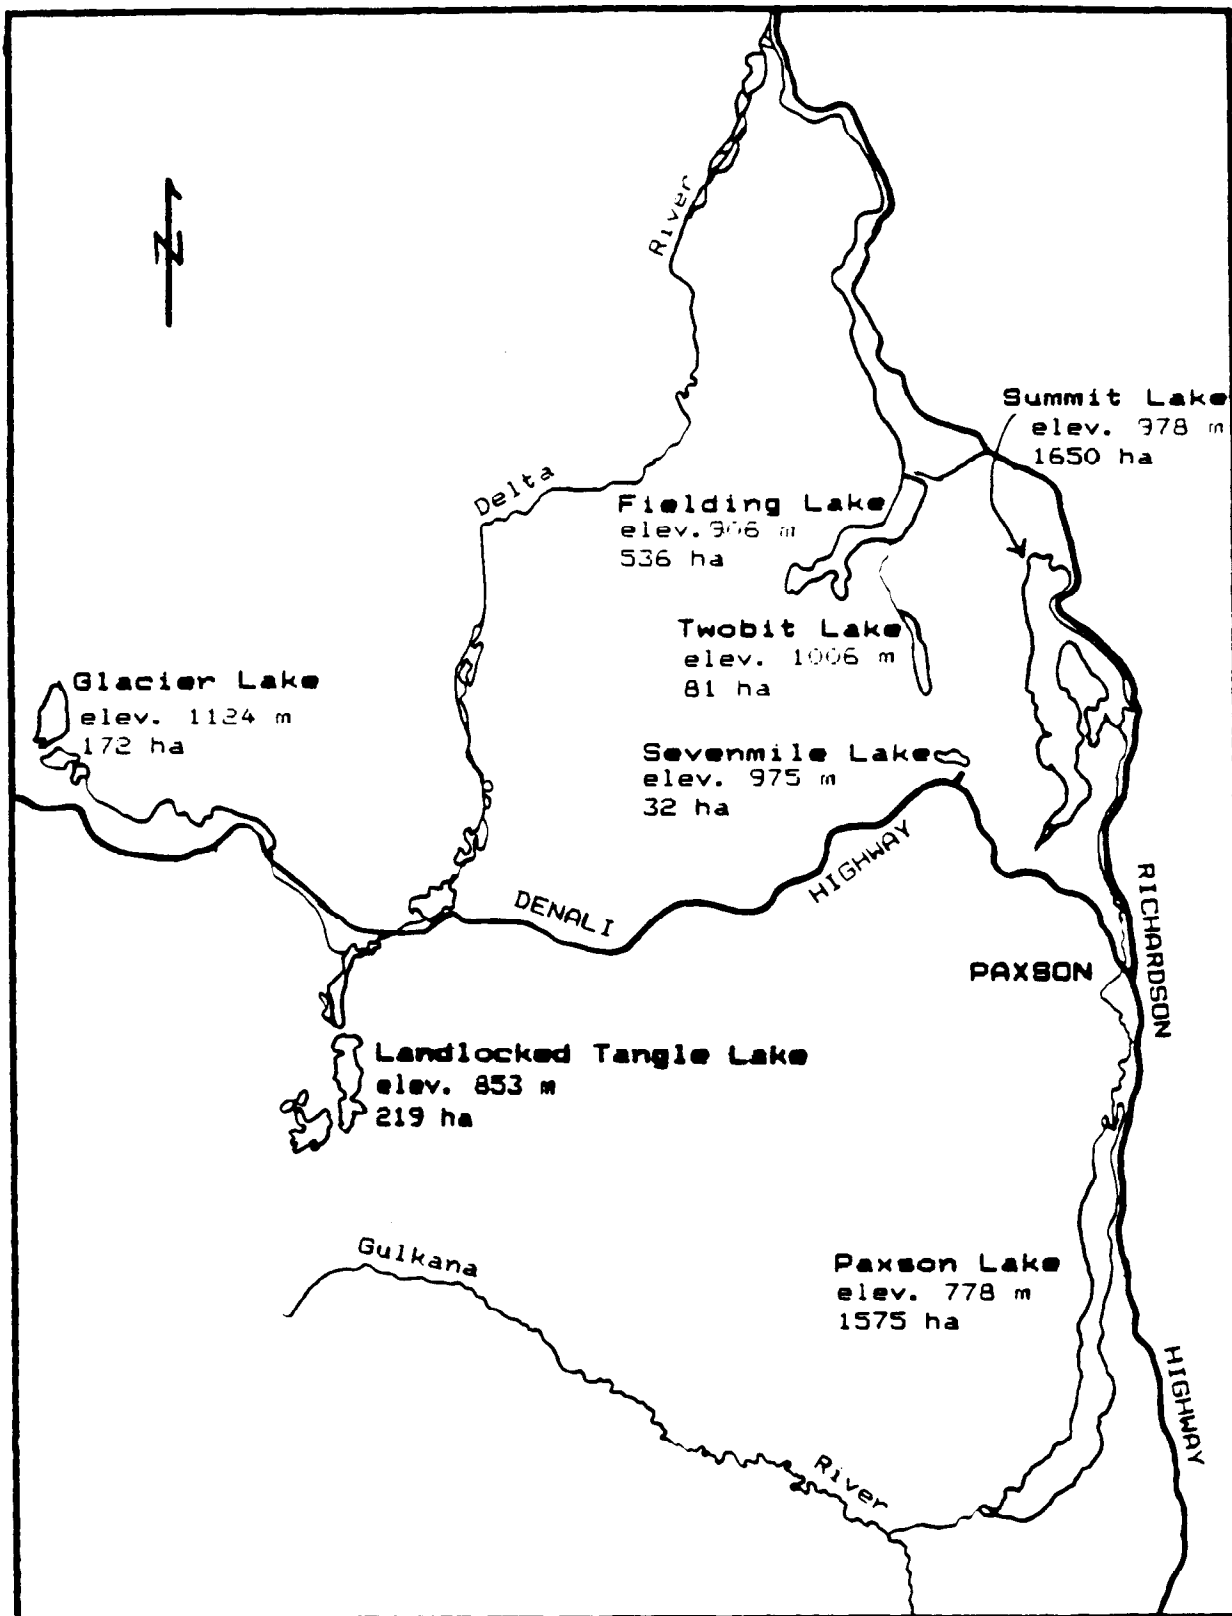 N
River
Summit Lake
elev. 978 m
1650 ha
Delta
Fielding Lake
elev. 906 m
536 ha
Twobit Lake
elev. 1006 m
81 ha
Glacier Lake
elev. 1124 m
172 ha
Sevenmile Lake
elev. 975 m
32 ha
HIGHWAY
DENALI
RICHARDSON
PAXSON
Landlocked Tangle Lake
elev. 853 m
219 ha
Gulkana
Paxson Lake
elev. 778 m
1575 ha
HIGHWAY
River